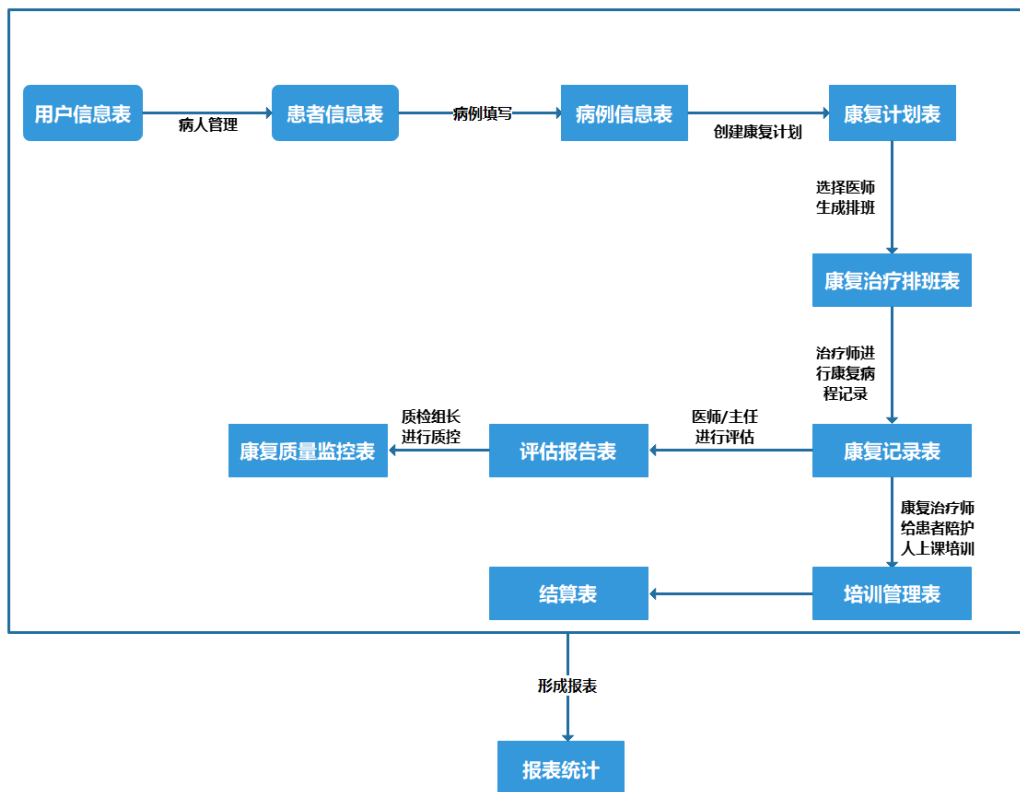 用户信息表
病人管理
患者信息表
病例填写
病例信息表
创建康复计划
康复计划表
选择医师
生成排班
康复治疗排班表
治疗师进
行康复病
程记录
康复质量监控表
质检组长
进行质控
评估报告表
医师/主任
进行评估
康复记录表
康复治疗师
给患者陪护
人上课培训
结算表
培训管理表
形成报表
报表统计